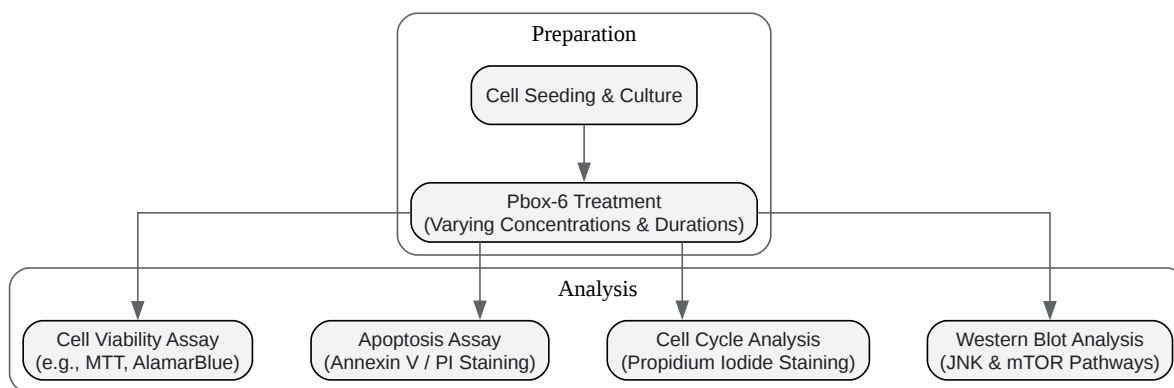 Preparation
Cell Seeding & Culture
Pbox-6 Treatment
(Varying Concentrations & Durations)
Analysis
Cell Viability Assay
(e.g., MTT, AlamarBlue)
Apoptosis Assay
(Annexin V / PI Staining)
Cell Cycle Analysis
(Propidium Iodide Staining)
Western Blot Analysis
(JNK & mTOR Pathways)